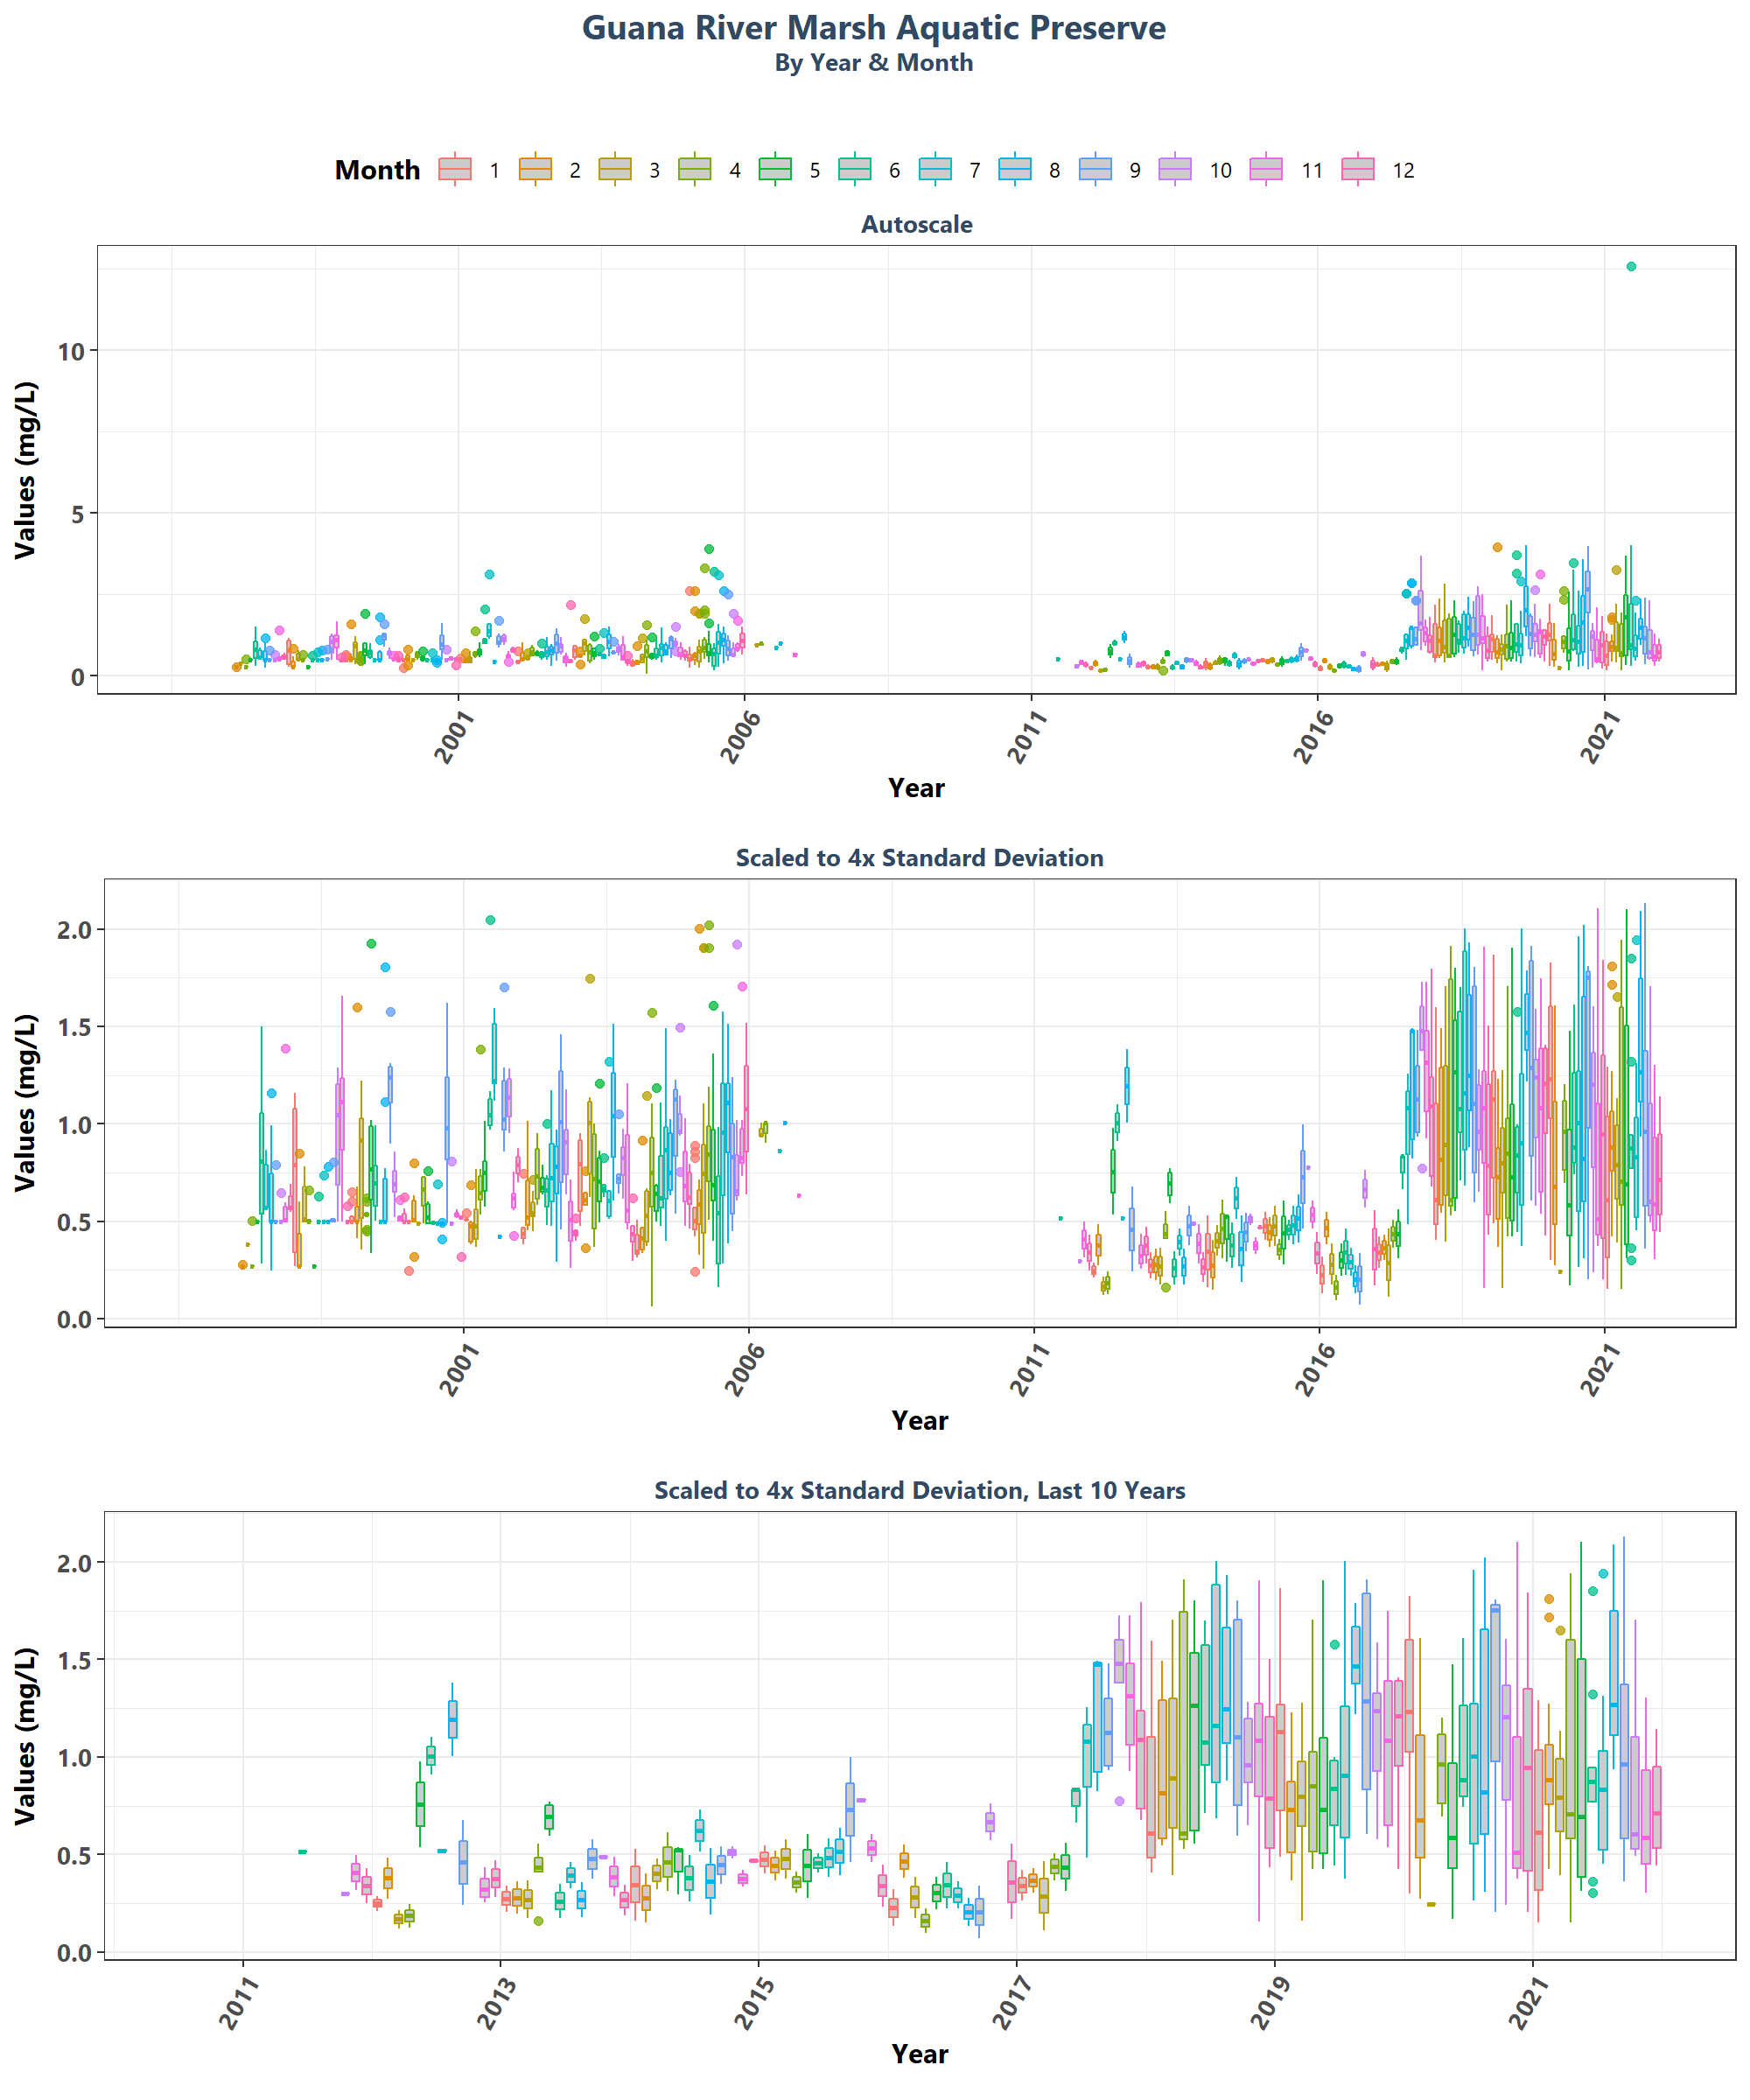 Guana River Marsh Aquatic Preserve
By Year & Month
Month 1 2 3 4 5 6 7 8 9 10 11 12
Autoscale
Values (mg/L)
10
5
0
2001 2006 2011 2016 2021
Year
Scaled to 4x Standard Deviation
Values (mg/L)
2.0
1.5
1.0
0.5
0.0
2001 2006 2011 2016 2021
Year
Scaled to 4x Standard Deviation, Last 10 Years
Values (mg/L)
2.0
1.5
1.0
0.5
0.0
2011 2013 2015 2017 2019 2021
Year